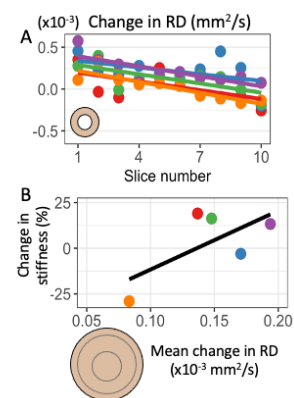 (x10⁻³) Change in RD (mm²/s)
A
0.5
0.0
-0.5
1 4 7 10
Slice number
B
25
0
-25
Change in
stiffness (%)
0.05 0.10 0.15 0.20
Mean change in RD
(x10⁻³ mm²/s)